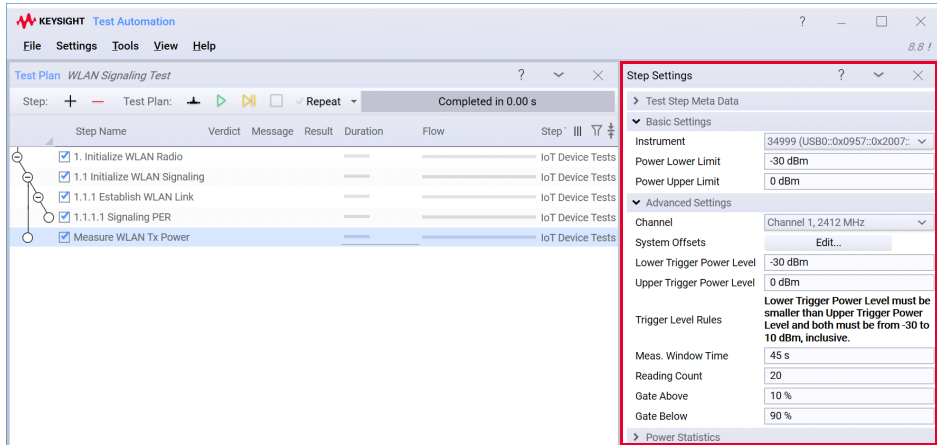 KEYSIGHT Test Automation
File Settings Tools View Help
8.8 !
Test Plan WLAN Signaling Test
Step: Test Plan: Repeat Completed in 0.00 s
Step Name Verdict Message Result Duration Flow Step
1. Initialize WLAN Radio IoT Device Tests
1.1 Initialize WLAN Signaling IoT Device Tests
1.1.1 Establish WLAN Link IoT Device Tests
1.1.1.1 Signaling PER IoT Device Tests
Measure WLAN Tx Power IoT Device Tests
Step Settings
Test Step Meta Data
Basic Settings
Instrument 34999 (USB0::0x0957::0x2007::
Power Lower Limit -30 dBm
Power Upper Limit 0 dBm
Advanced Settings
Channel Channel 1, 2412 MHz
System Offsets Edit...
Lower Trigger Power Level -30 dBm
Upper Trigger Power Level 0 dBm
Trigger Level Rules
Lower Trigger Power Level must be
smaller than Upper Trigger Power
Level and both must be from -30 to
10 dBm, inclusive.
Meas. Window Time 45 s
Reading Count 20
Gate Above 10 %
Gate Below 90 %
Power Statistics